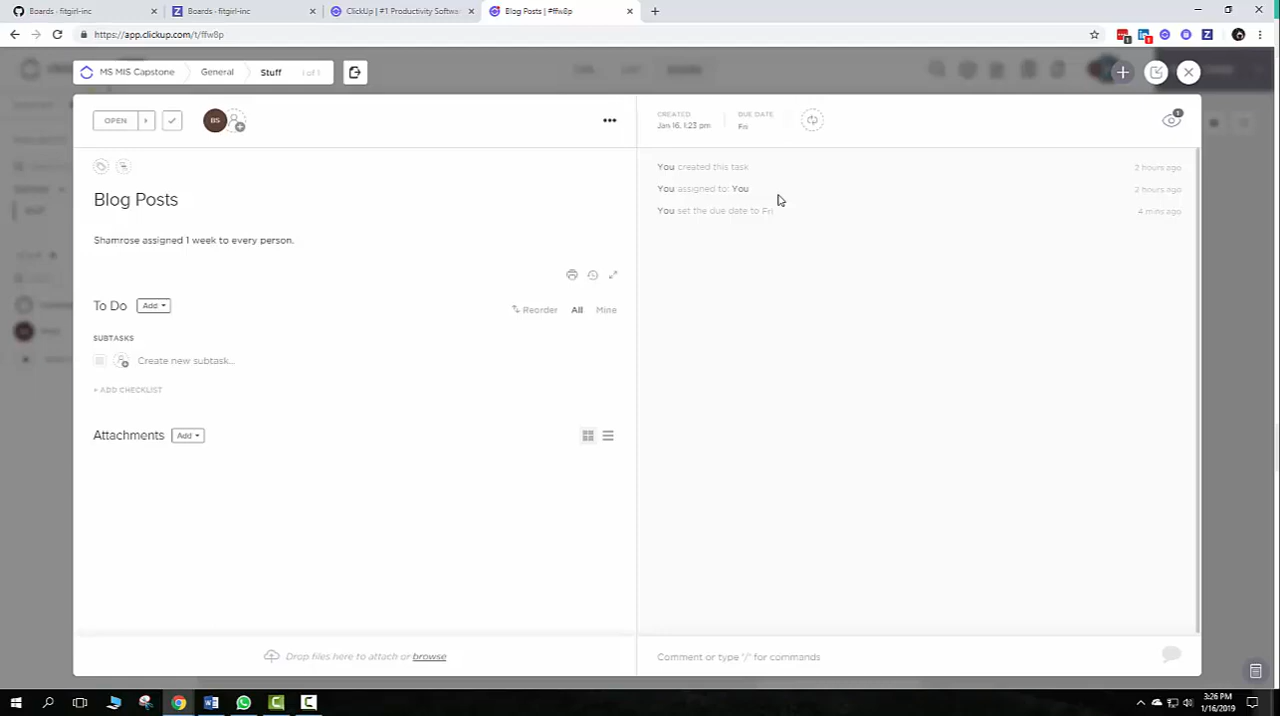 Boards · fitgirl-inc
Boards · fitgirl-inc
ClickUp | #1 Productivity Softwa
Blog Posts | #ffw8p
https://app.clickup.com/t/ffw8p
MS MIS Capstone
General
Stuff
1 of 1
OPEN
BS
CREATED
Jan 16, 1:23 pm
DUE DATE
Fri
1
You created this task
2 hours ago
You assigned to: You
2 hours ago
You set the due date to Fri
4 mins ago
Blog Posts
Shamrose assigned 1 week to every person.
To Do
Add
Reorder
All
Mine
SUBTASKS
Create new subtask...
+ ADD CHECKLIST
Attachments
Add
Drop files here to attach or browse
Comment or type '/' for commands
3:26 PM
1/16/2019